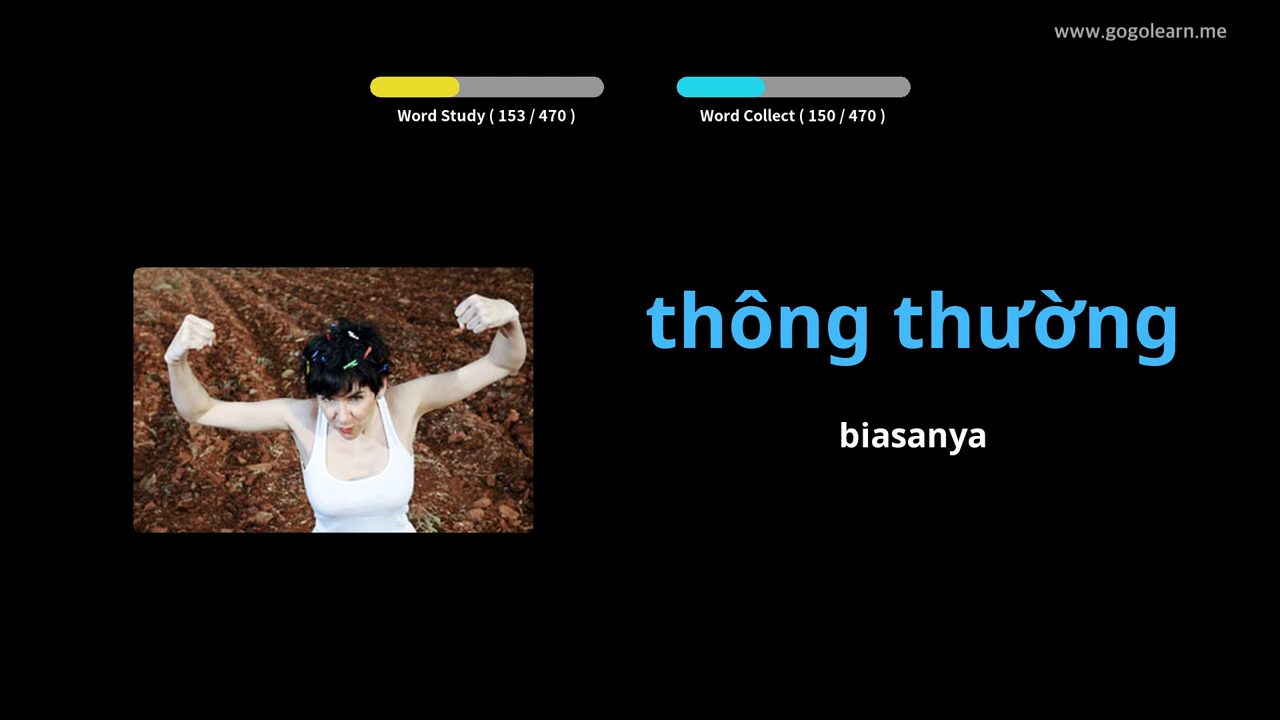 www.gogolearn.me
Word Study ( 153 / 470 )
Word Collect ( 150 / 470 )
thông thường
biasanya